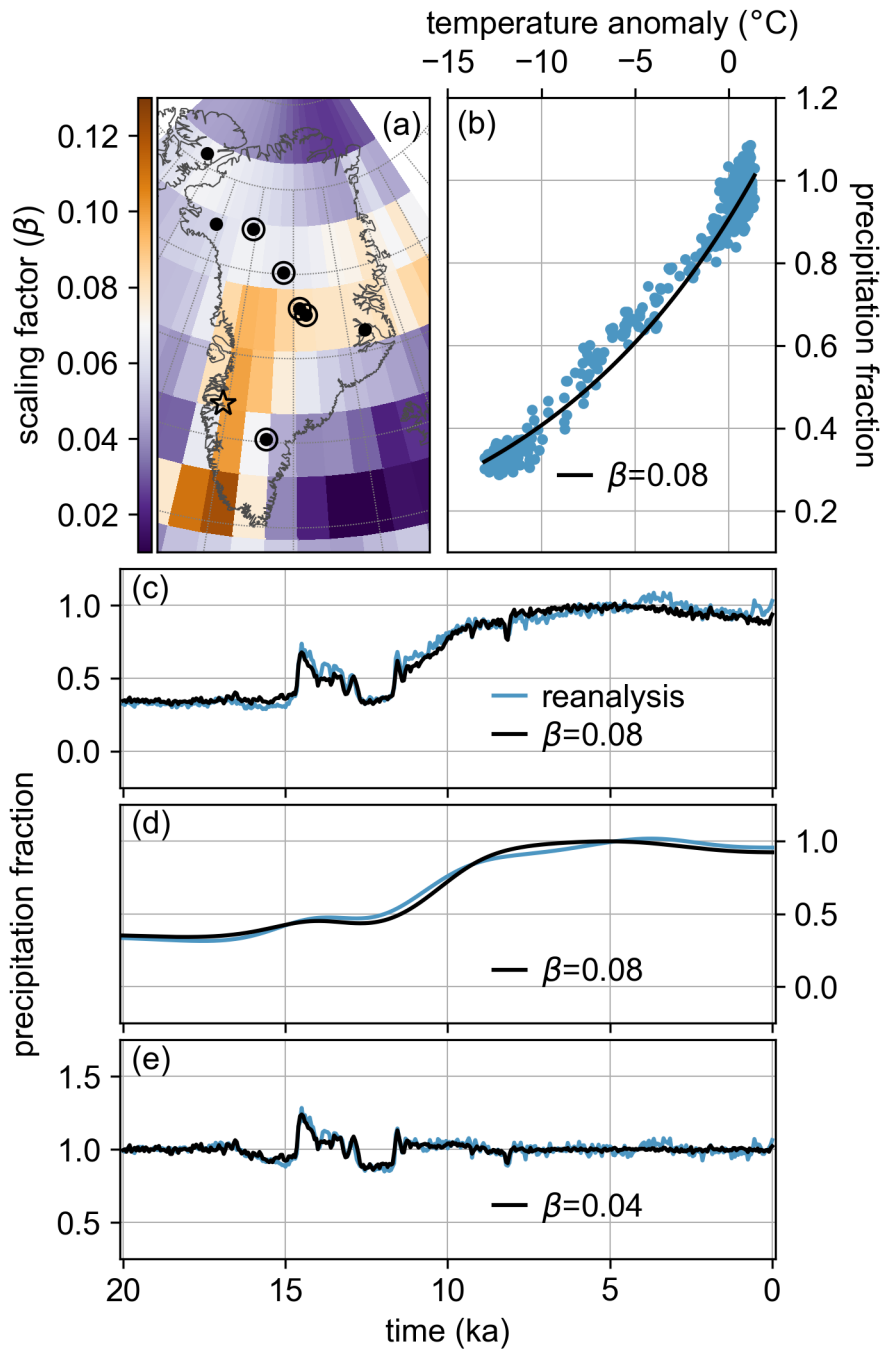 temperature anomaly (°C)
−15 −10 −5 0
(a)
(b)
scaling factor (β)
0.12
0.10
0.08
0.06
0.04
0.02
1.2
1.0
0.8
0.6
0.4
0.2
precipitation fraction
β=0.08
(c)
1.0
0.5
0.0
reanalysis
β=0.08
precipitation fraction
(d)
1.0
0.5
0.0
β=0.08
(e)
1.5
1.0
0.5
β=0.04
20 15 10 5 0
time (ka)